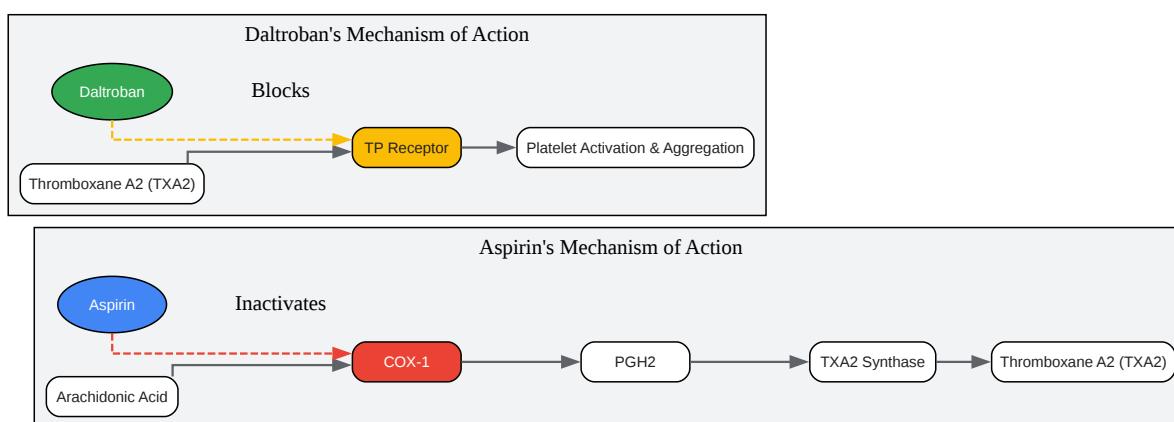 Daltroban's Mechanism of Action
Daltroban
Blocks
TP Receptor
Platelet Activation & Aggregation
Thromboxane A2 (TXA2)
Aspirin's Mechanism of Action
Aspirin
Inactivates
COX-1
PGH2
TXA2 Synthase
Thromboxane A2 (TXA2)
Arachidonic Acid